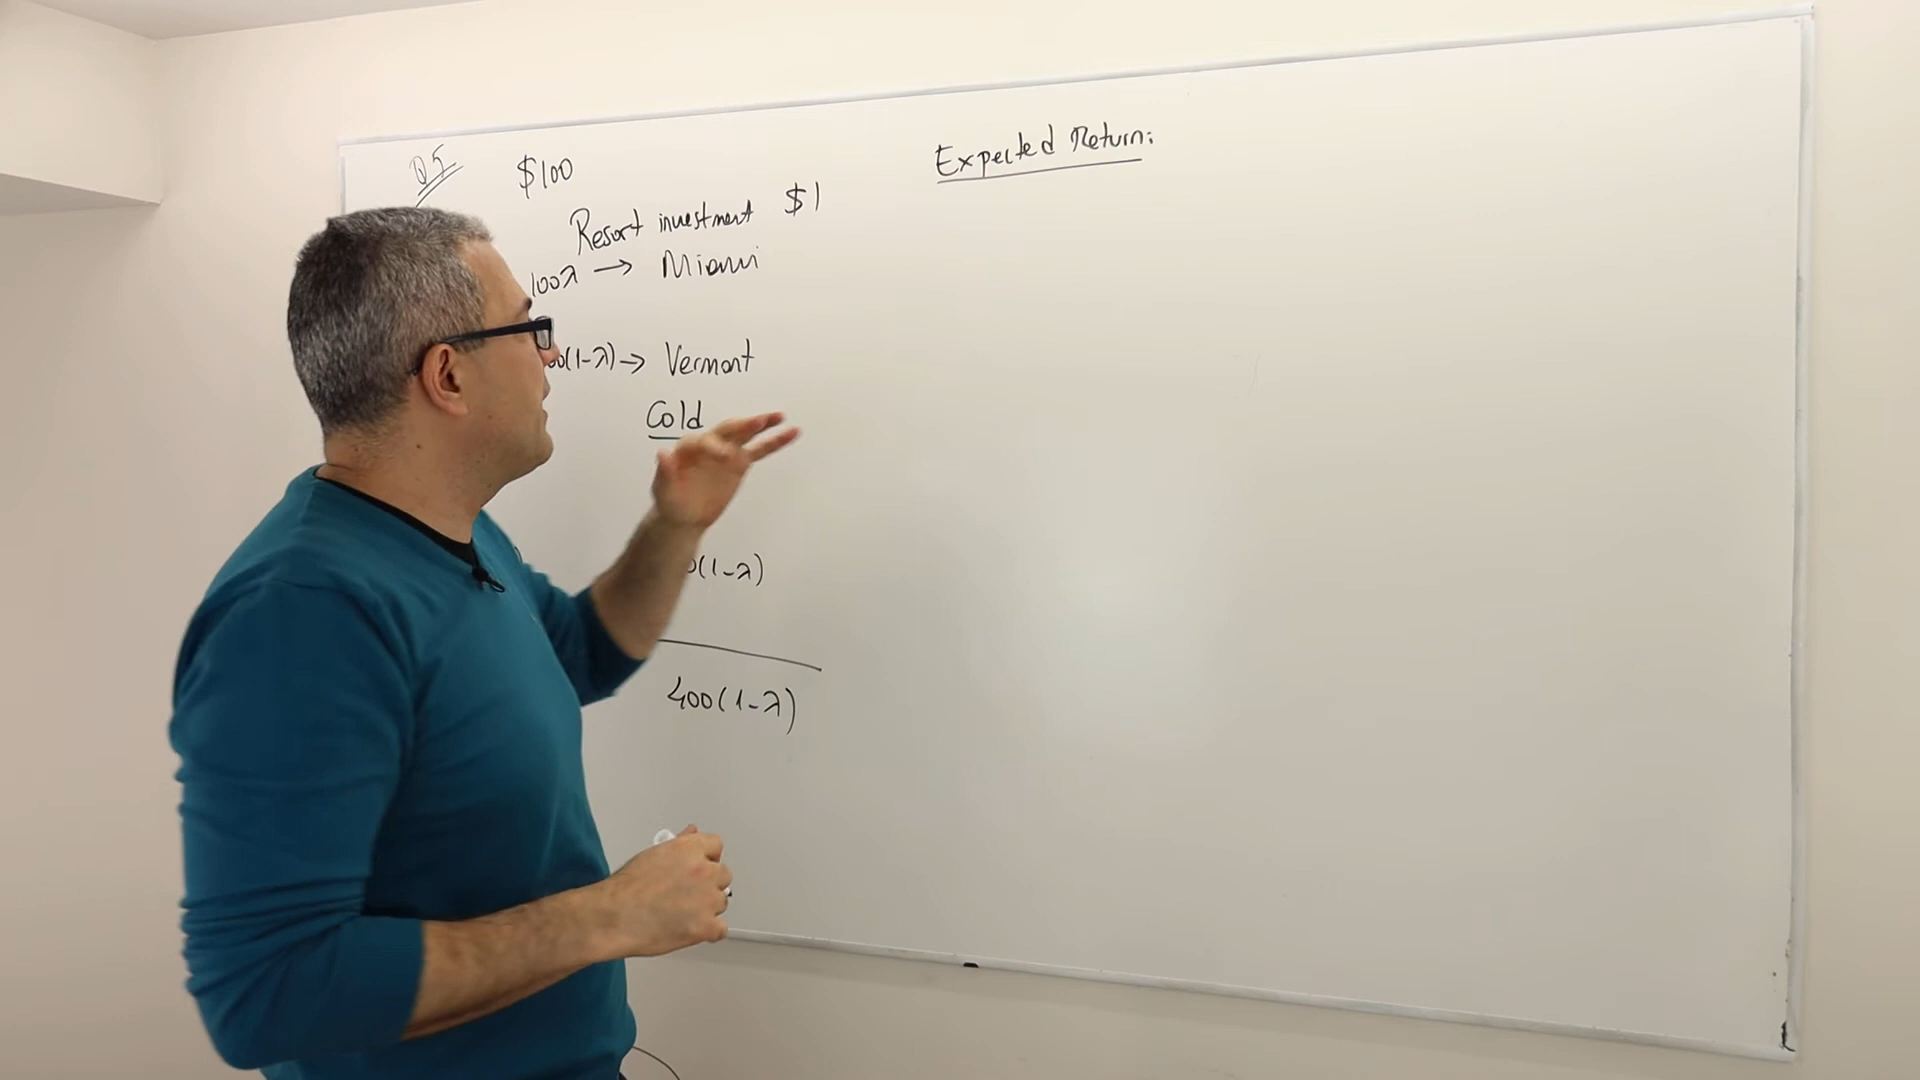 Q5 $100
Resort investment $1
100λ → Miami
(1-λ) → Vermont
Cold
(1-λ)
400(1-λ)
Expected Return: